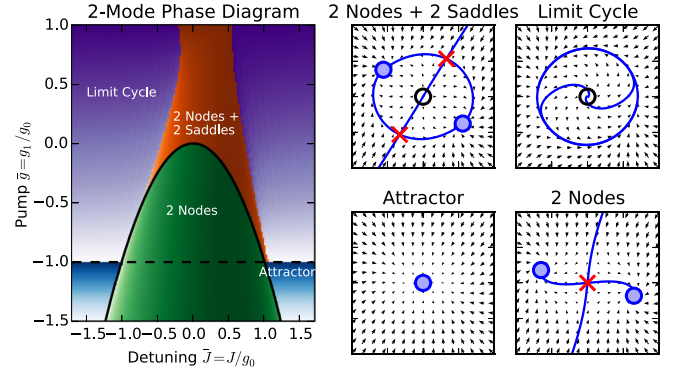 2-Mode Phase Diagram
2 Nodes + 2 Saddles
Limit Cycle
1.0
0.5
0.0
−0.5
−1.0
−1.5
Pump ḡ = g₁/g₀
Limit Cycle
2 Nodes +
2 Saddles
2 Nodes
Attractor
−1.5−1.0−0.5 0.0 0.5 1.0 1.5
Detuning J̄ = J/g₀
Attractor
2 Nodes